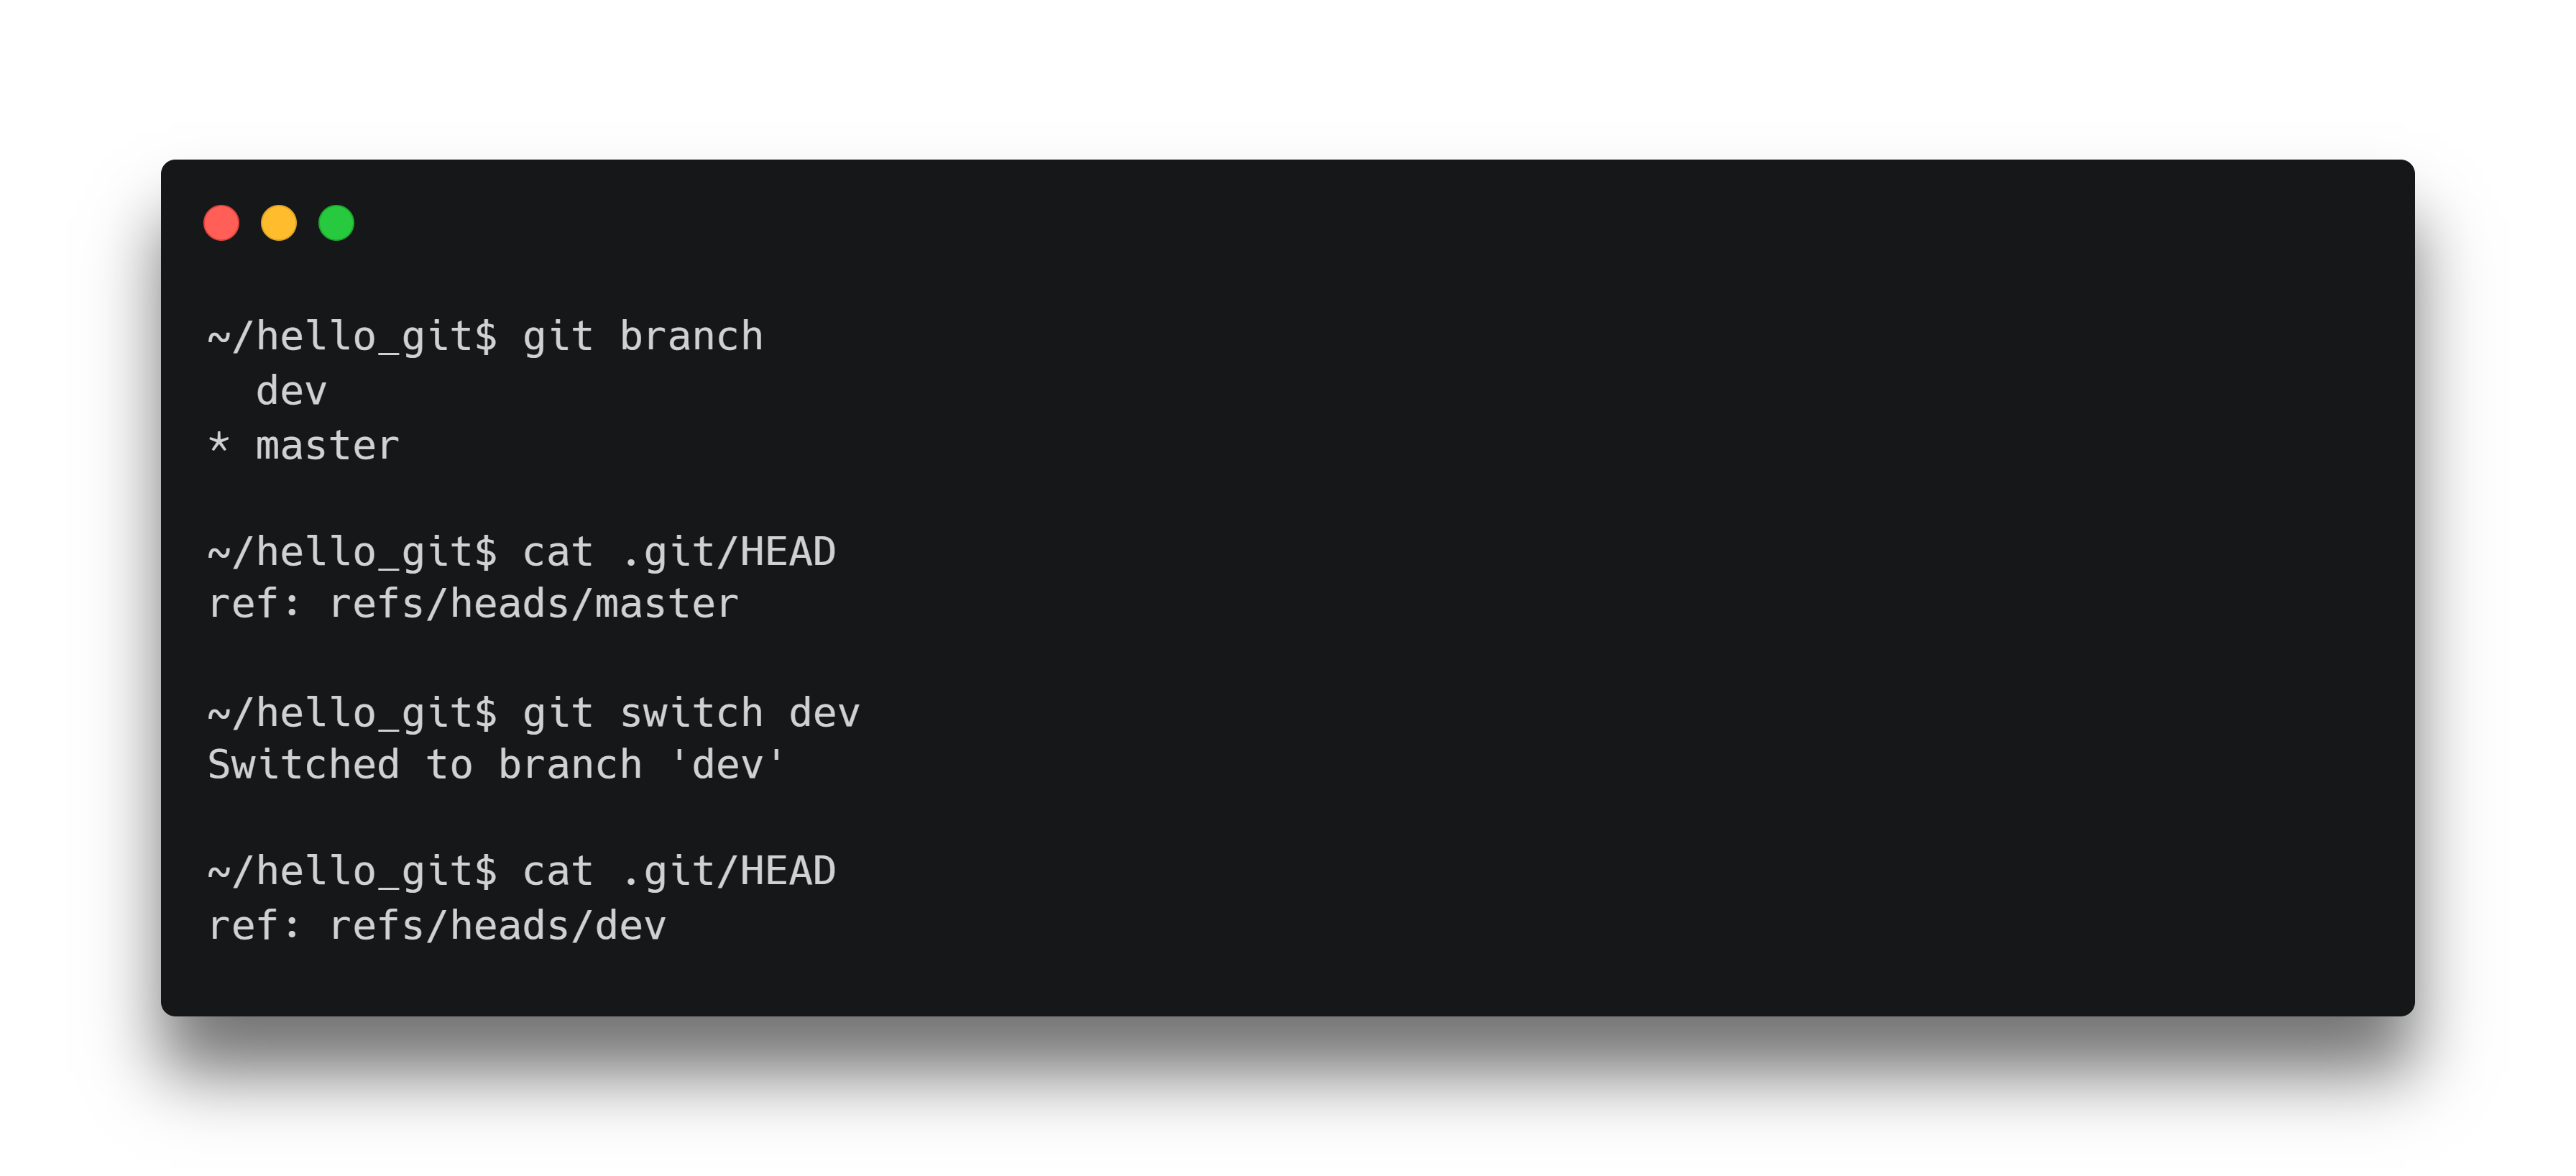 ~/hello_git$ git branch
  dev
* master

~/hello_git$ cat .git/HEAD
ref: refs/heads/master

~/hello_git$ git switch dev
Switched to branch 'dev'

~/hello_git$ cat .git/HEAD
ref: refs/heads/dev